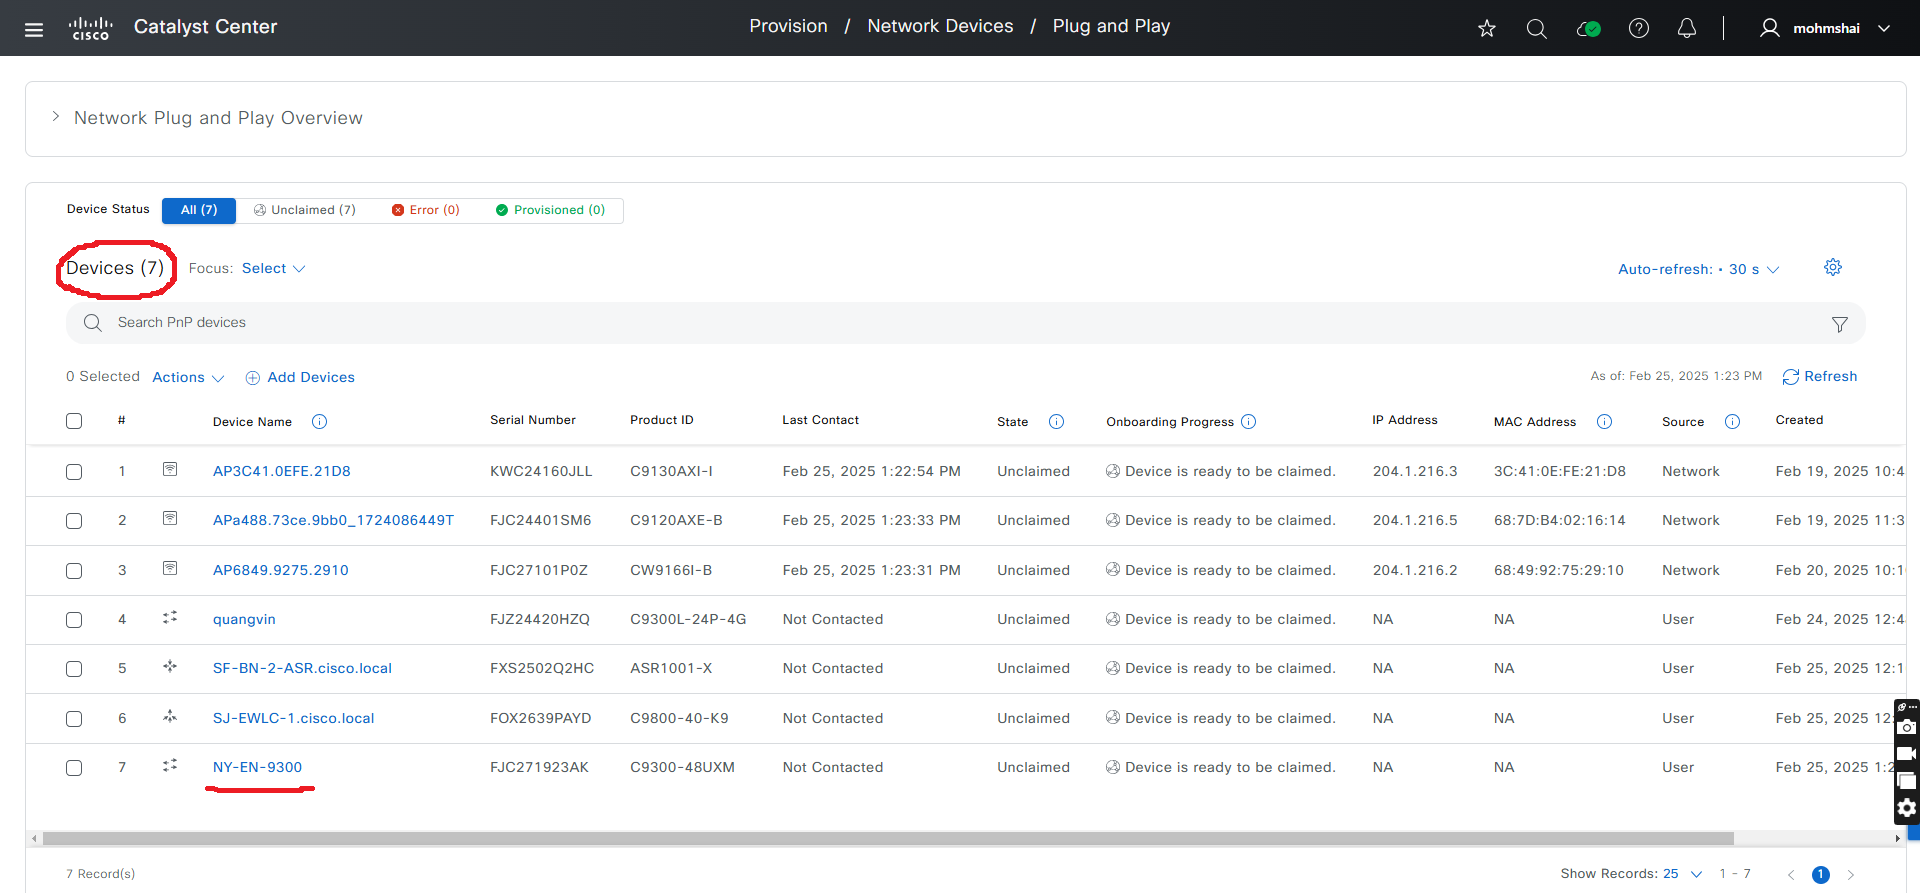 cisco Catalyst Center Provision / Network Devices / Plug and Play mohmshai
Network Plug and Play Overview
Device Status All (7) Unclaimed (7) Error (0) Provisioned (0)
Devices (7) Focus: Select Auto-refresh: • 30 s
Search PnP devices
0 Selected Actions Add Devices As of: Feb 25, 2025 1:23 PM Refresh
# Device Name Serial Number Product ID Last Contact State Onboarding Progress IP Address MAC Address Source Created
1 AP3C41.0EFE.21D8 KWC24160JLL C9130AXI-I Feb 25, 2025 1:22:54 PM Unclaimed Device is ready to be claimed. 204.1.216.3 3C:41:0E:FE:21:D8 Network Feb 19, 2025 10:4
2 APa488.73ce.9bb0_1724086449T FJC24401SM6 C9120AXE-B Feb 25, 2025 1:23:33 PM Unclaimed Device is ready to be claimed. 204.1.216.5 68:7D:B4:02:16:14 Network Feb 19, 2025 11:3
3 AP6849.9275.2910 FJC27101P0Z CW9166I-B Feb 25, 2025 1:23:31 PM Unclaimed Device is ready to be claimed. 204.1.216.2 68:49:92:75:29:10 Network Feb 20, 2025 10:1
4 quangvin FJZ24420HZQ C9300L-24P-4G Not Contacted Unclaimed Device is ready to be claimed. NA NA User Feb 24, 2025 12:4
5 SF-BN-2-ASR.cisco.local FXS2502Q2HC ASR1001-X Not Contacted Unclaimed Device is ready to be claimed. NA NA User Feb 25, 2025 12:1
6 SJ-EWLC-1.cisco.local FOX2639PAYD C9800-40-K9 Not Contacted Unclaimed Device is ready to be claimed. NA NA User Feb 25, 2025 12:
7 NY-EN-9300 FJC271923AK C9300-48UXM Not Contacted Unclaimed Device is ready to be claimed. NA NA User Feb 25, 2025 1:2
7 Record(s) Show Records: 25 1 - 7 1